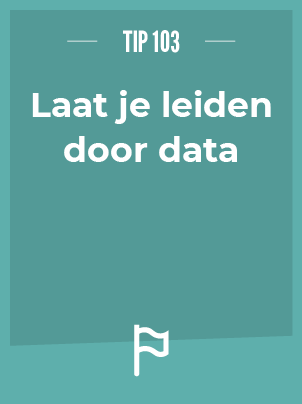 TIP 103
Laat je leiden
door data